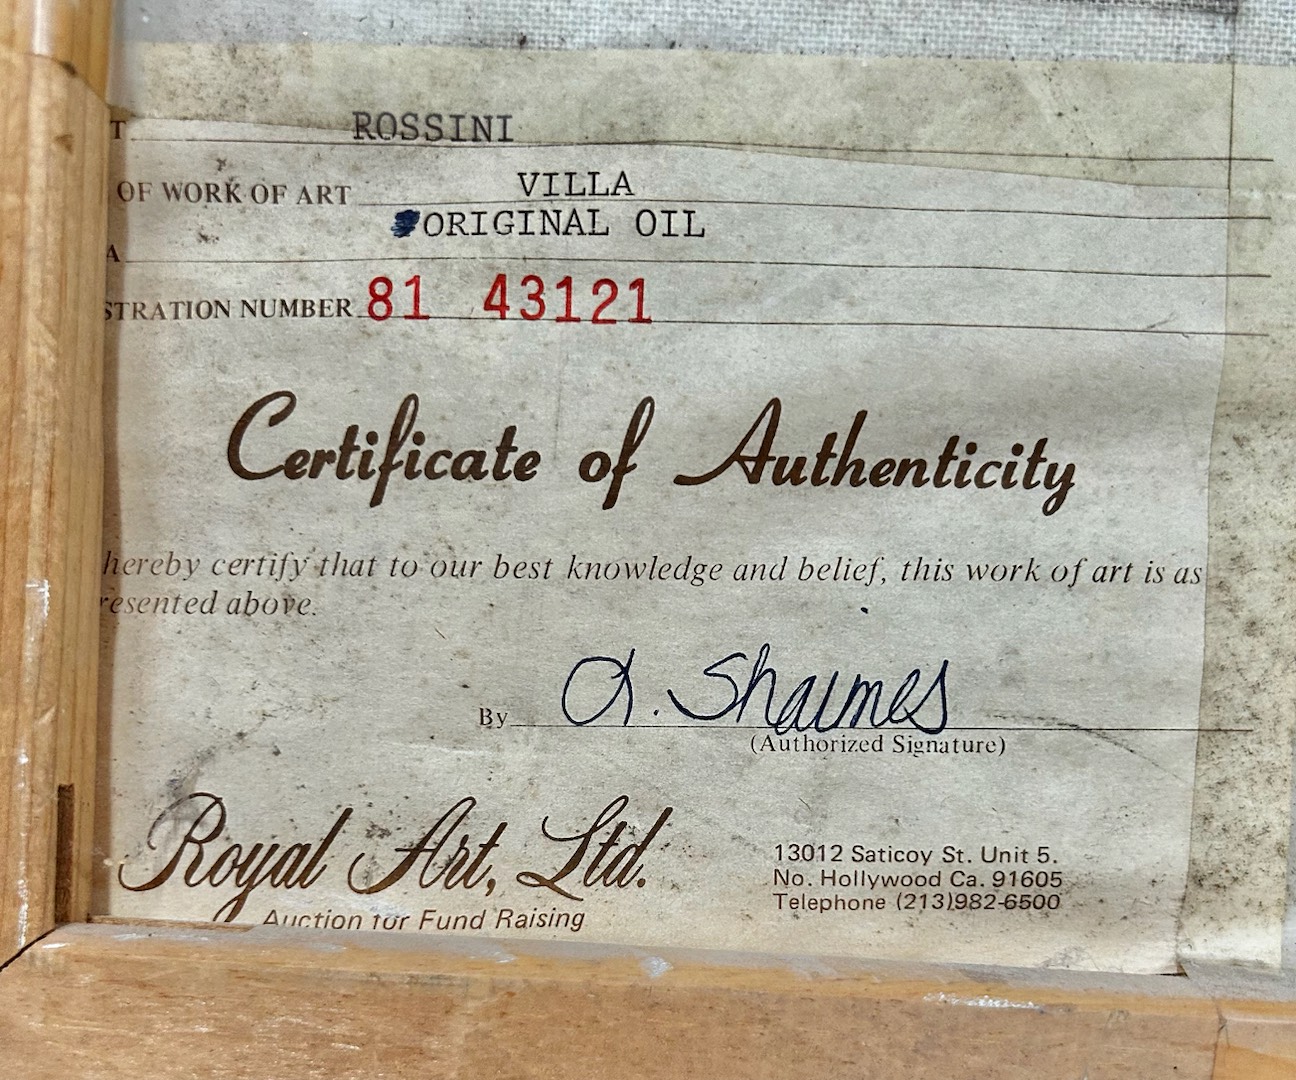 T ROSSINI
OF WORK OF ART VILLA
ORIGINAL OIL
A
STRATION NUMBER 81 43121
Certificate of Authenticity
hereby certify that to our best knowledge and belief, this work of art is as
resented above.
By A. Shaimes
(Authorized Signature)
Royal Art, Ltd.
Auction for Fund Raising
13012 Saticoy St. Unit 5.
No. Hollywood Ca. 91605
Telephone (213)982-6500